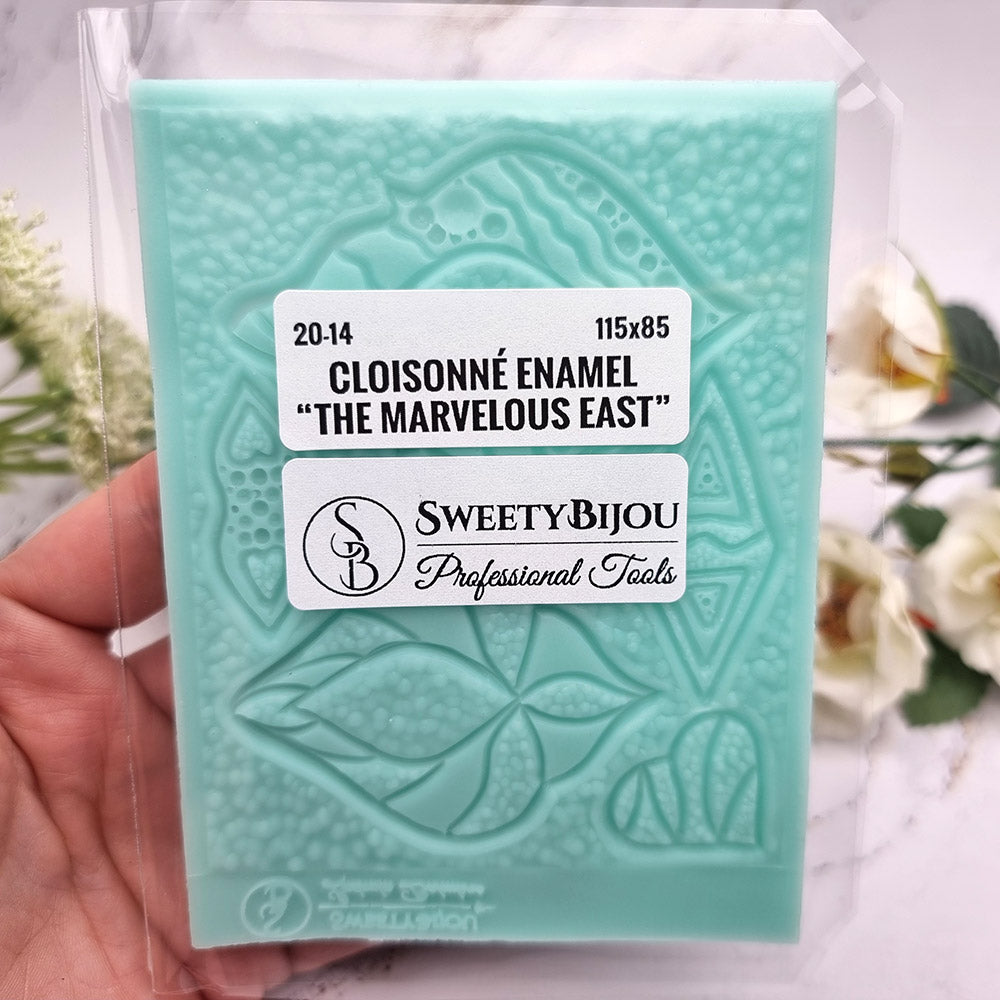 20-14 115x85
CLOISONNÉ ENAMEL
“THE MARVELOUS EAST”
SB
SWEETYBIJOU
Professional Tools